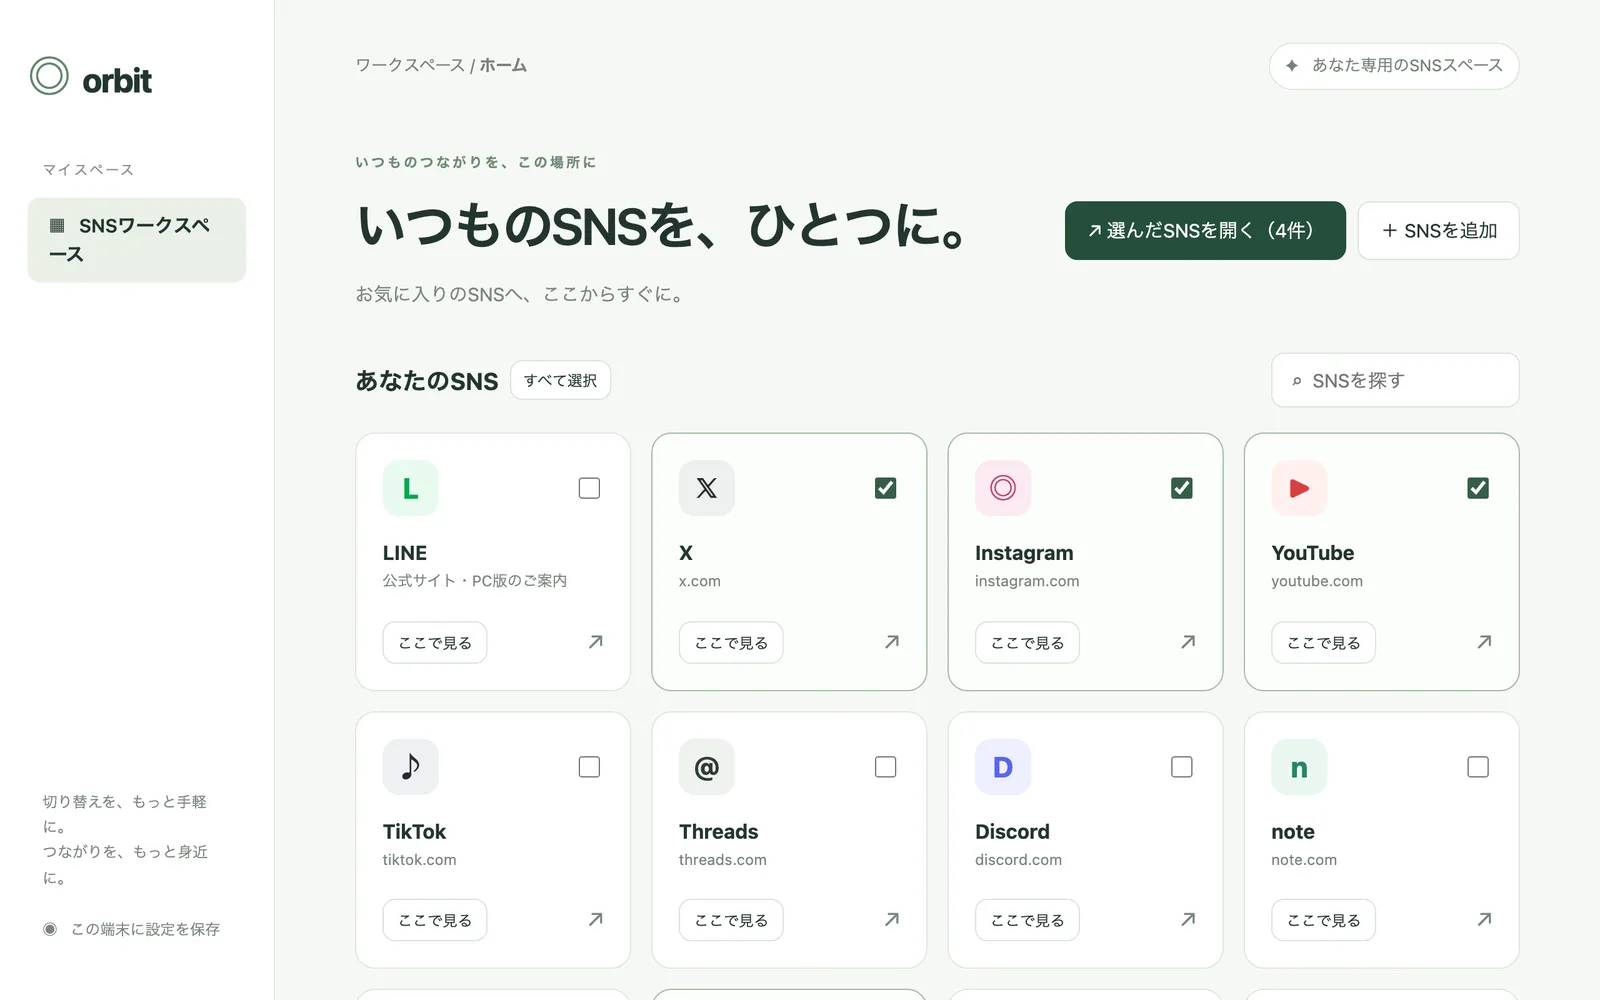 orbit
マイスペース
▦ SNSワークスペ
ース
切り替えを、もっと手軽
に。
つながりを、もっと身近
に。
◉ この端末に設定を保存
ワークスペース / ホーム
✦ あなた専用のSNSスペース
いつものつながりを、この場所に
いつものSNSを、ひとつに。
↗ 選んだSNSを開く（4件）
＋ SNSを追加
お気に入りのSNSへ、ここからすぐに。
あなたのSNS
すべて選択
⌕ SNSを探す
L
LINE
公式サイト・PC版のご案内
ここで見る ↗
𝕏
X
x.com
ここで見る ↗
◎
Instagram
instagram.com
ここで見る ↗
▶
YouTube
youtube.com
ここで見る ↗
♪
TikTok
tiktok.com
ここで見る ↗
@
Threads
threads.com
ここで見る ↗
D
Discord
discord.com
ここで見る ↗
n
note
note.com
ここで見る ↗